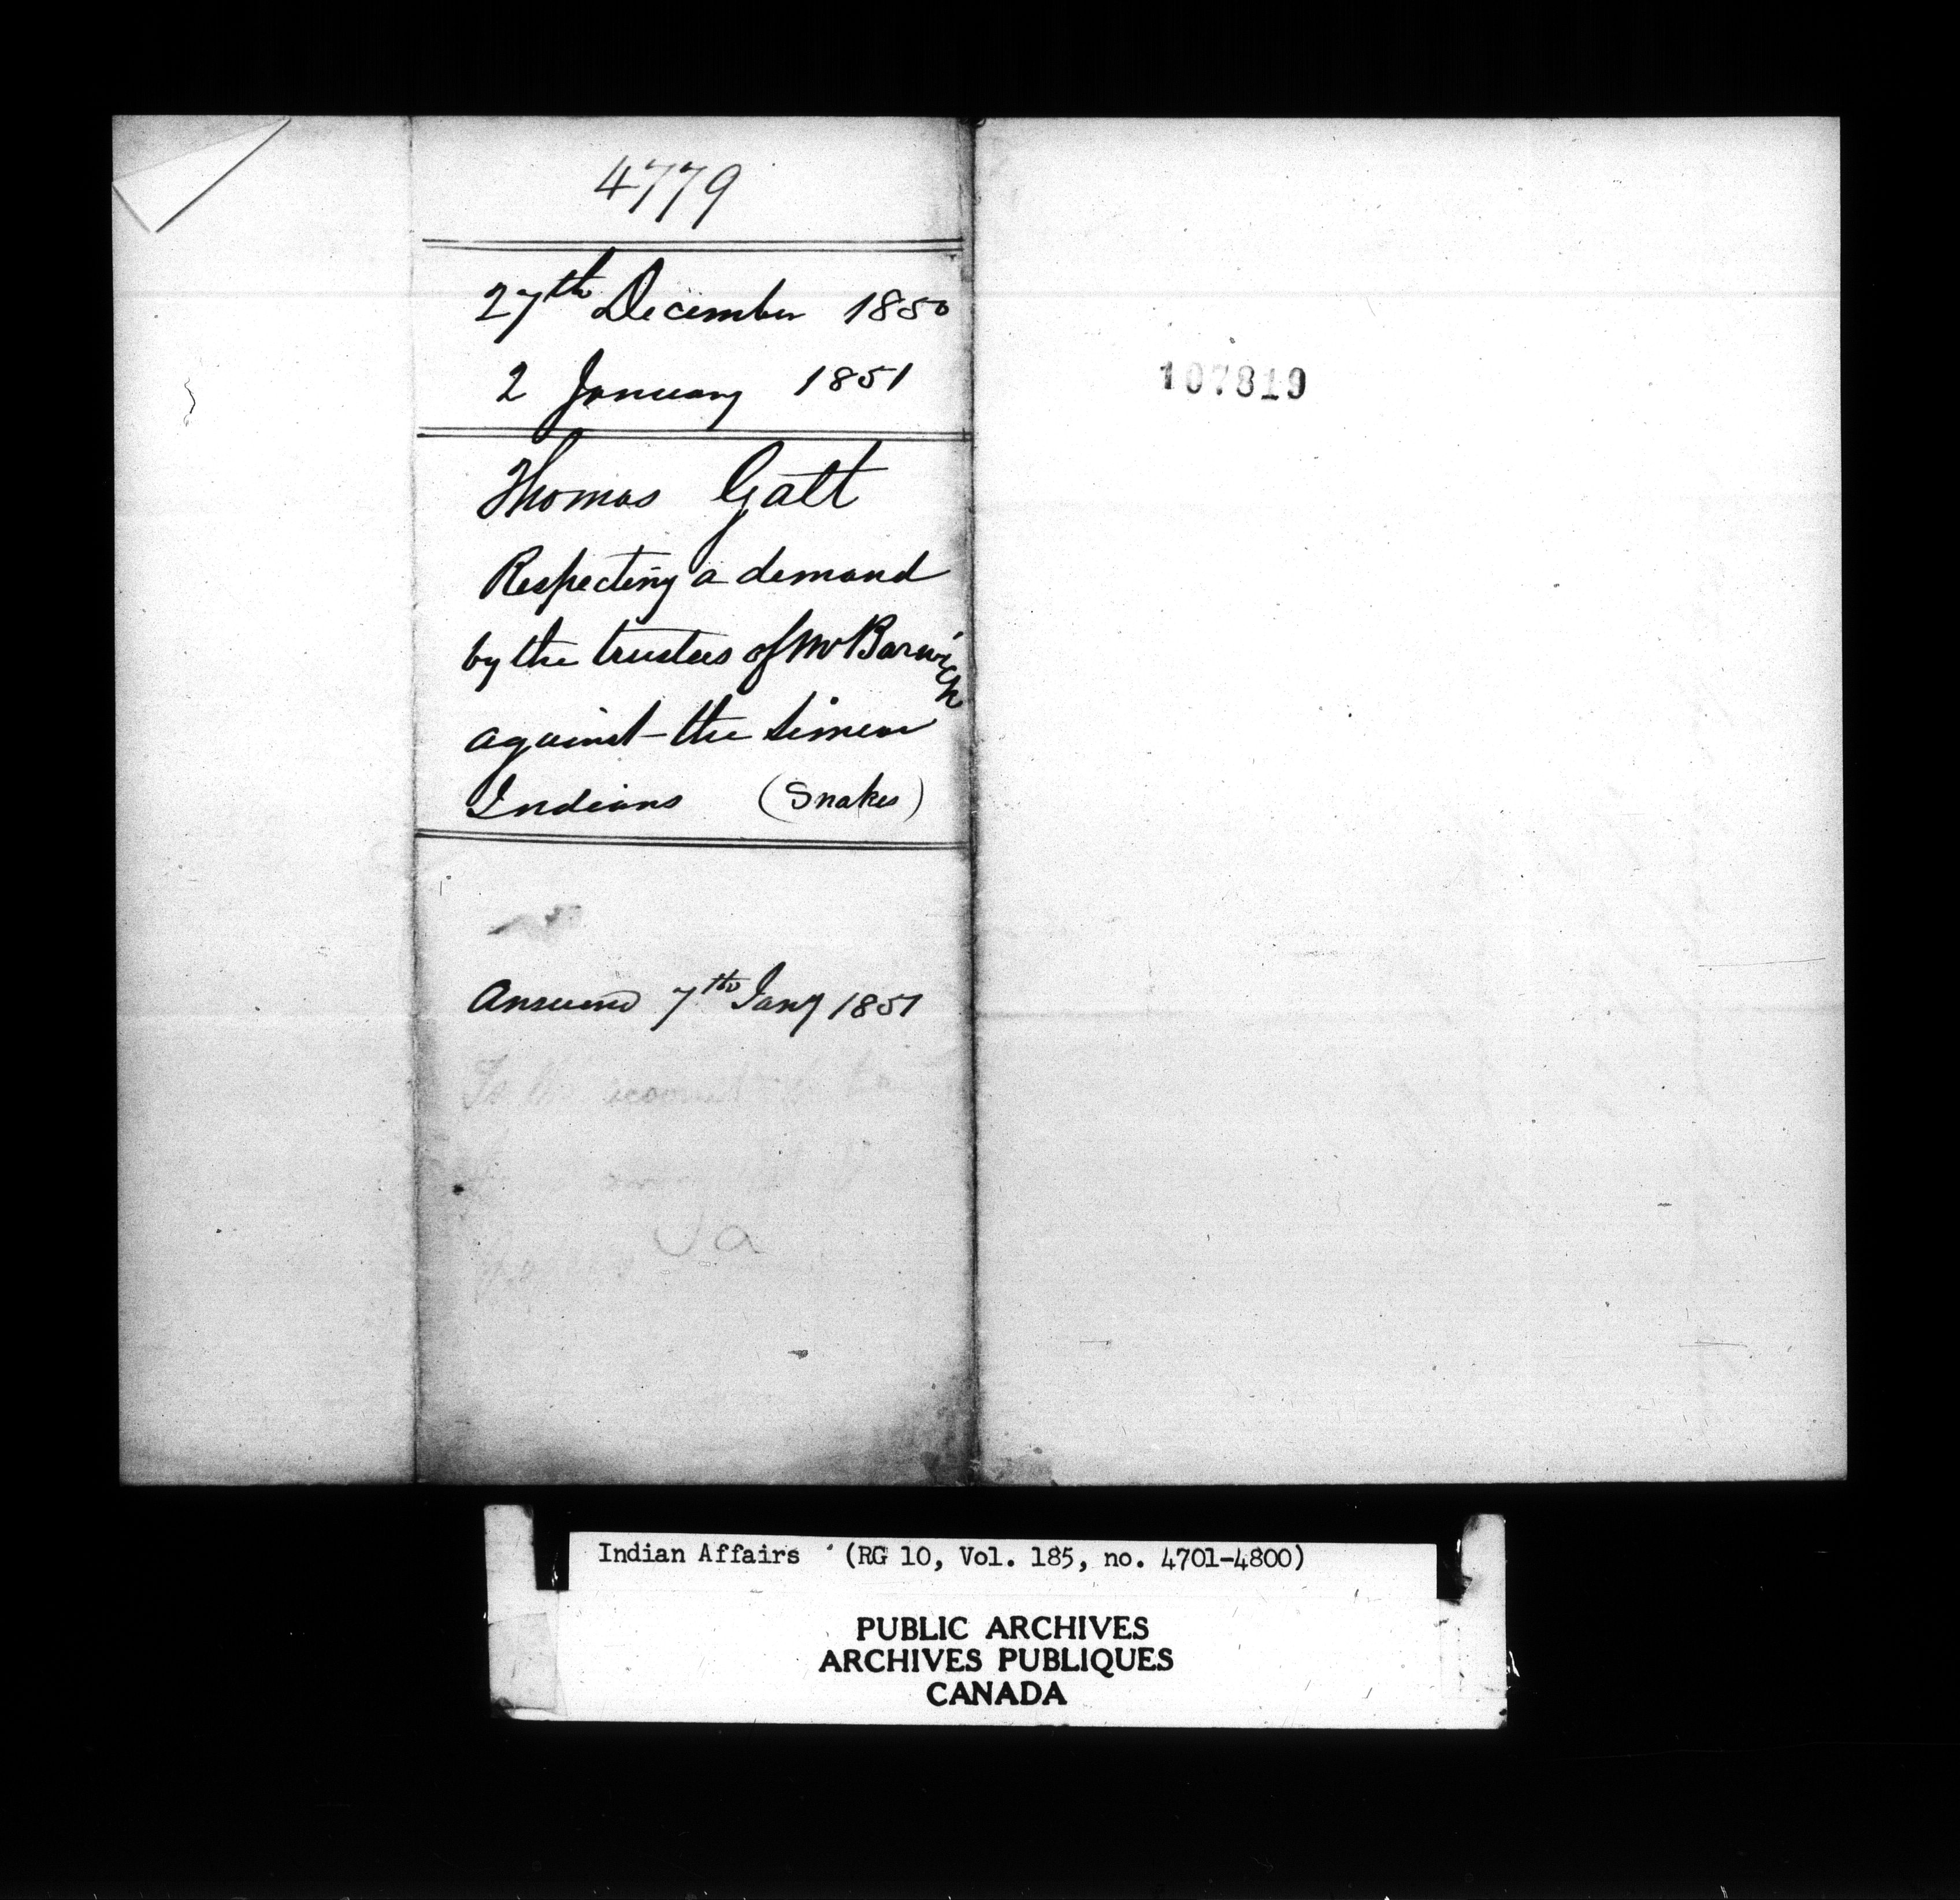 4779
27th December 1850
2 January 1851
Thomas Galt
Respecting a demand
by the trustees of Mr Barwick
against the Simcoe
Indians (Snakes)
Answered 7th Jany 1851
107819
Indian Affairs (RG 10, Vol. 185, no. 4701-4800)
PUBLIC ARCHIVES
ARCHIVES PUBLIQUES
CANADA